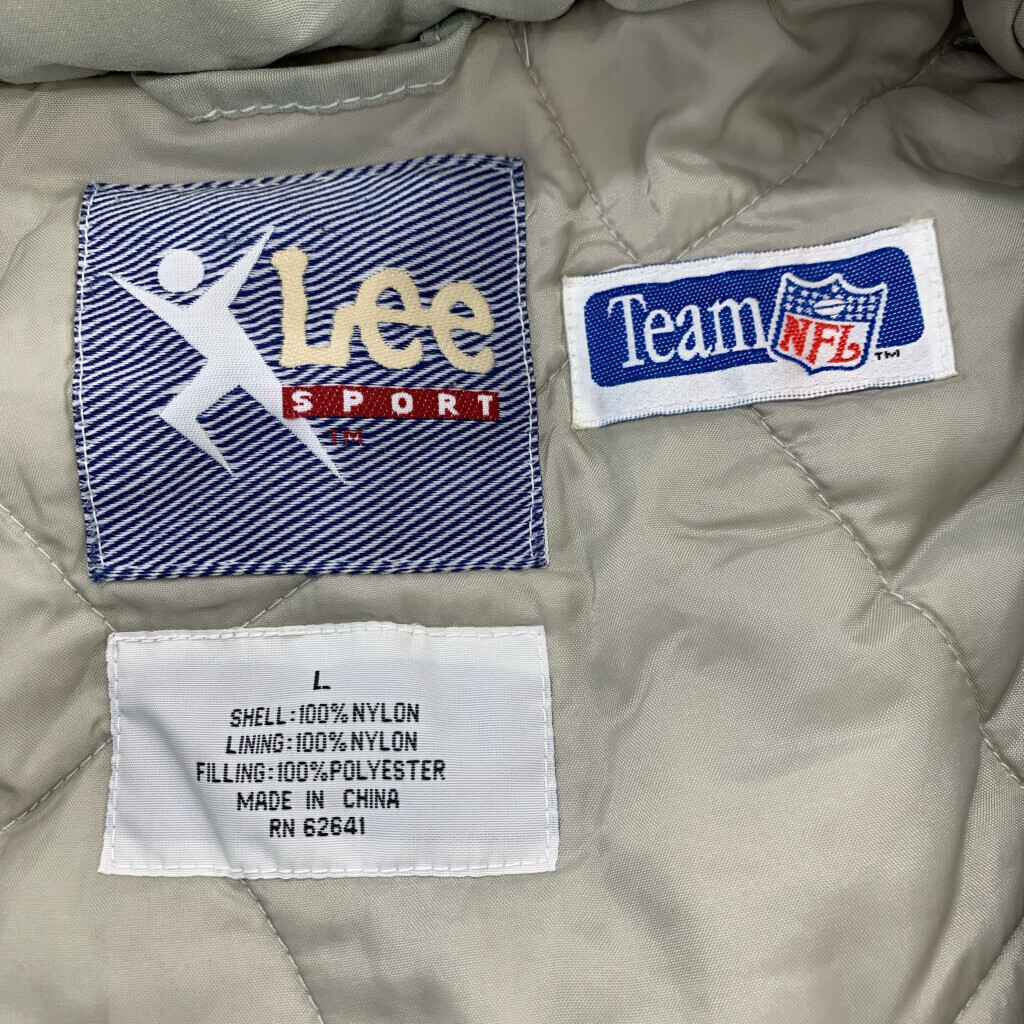 Lee
SPORT
TM
Team NFL TM
L
SHELL:100%NYLON
LINING:100%NYLON
FILLING:100%POLYESTER
MADE IN CHINA
RN 62641